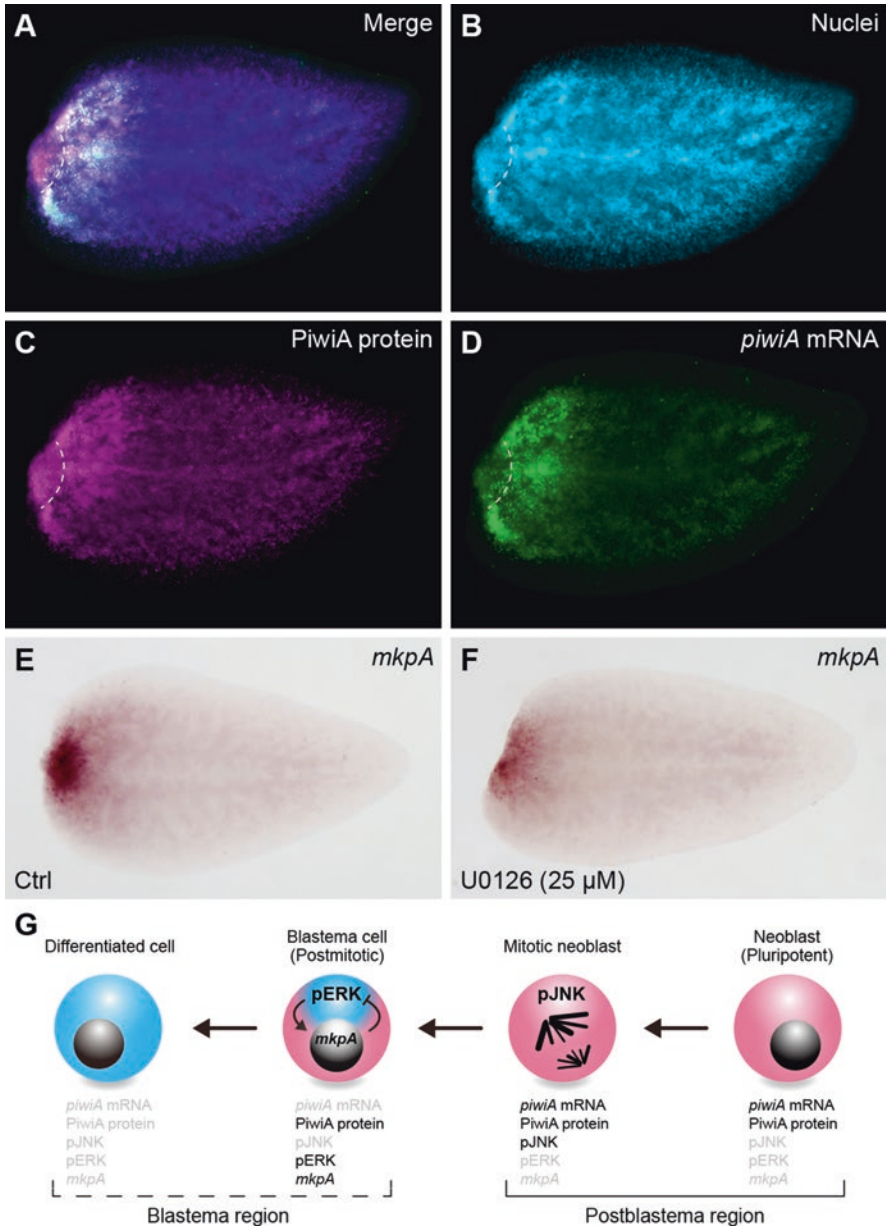 A
Merge
B
Nuclei
C
PiwiA protein
D
piwiA mRNA
E
mkpA
Ctrl
F
mkpA
U0126 (25 µM)
G
Differentiated cell
Blastema cell
(Postmitotic)
Mitotic neoblast
Neoblast
(Pluripotent)
pERK
mkpA
pJNK
piwiA mRNA
PiwiA protein
pJNK
pERK
mkpA
piwiA mRNA
PiwiA protein
pJNK
pERK
mkpA
piwiA mRNA
PiwiA protein
pJNK
pERK
mkpA
piwiA mRNA
PiwiA protein
pJNK
pERK
mkpA
Blastema region
Postblastema region